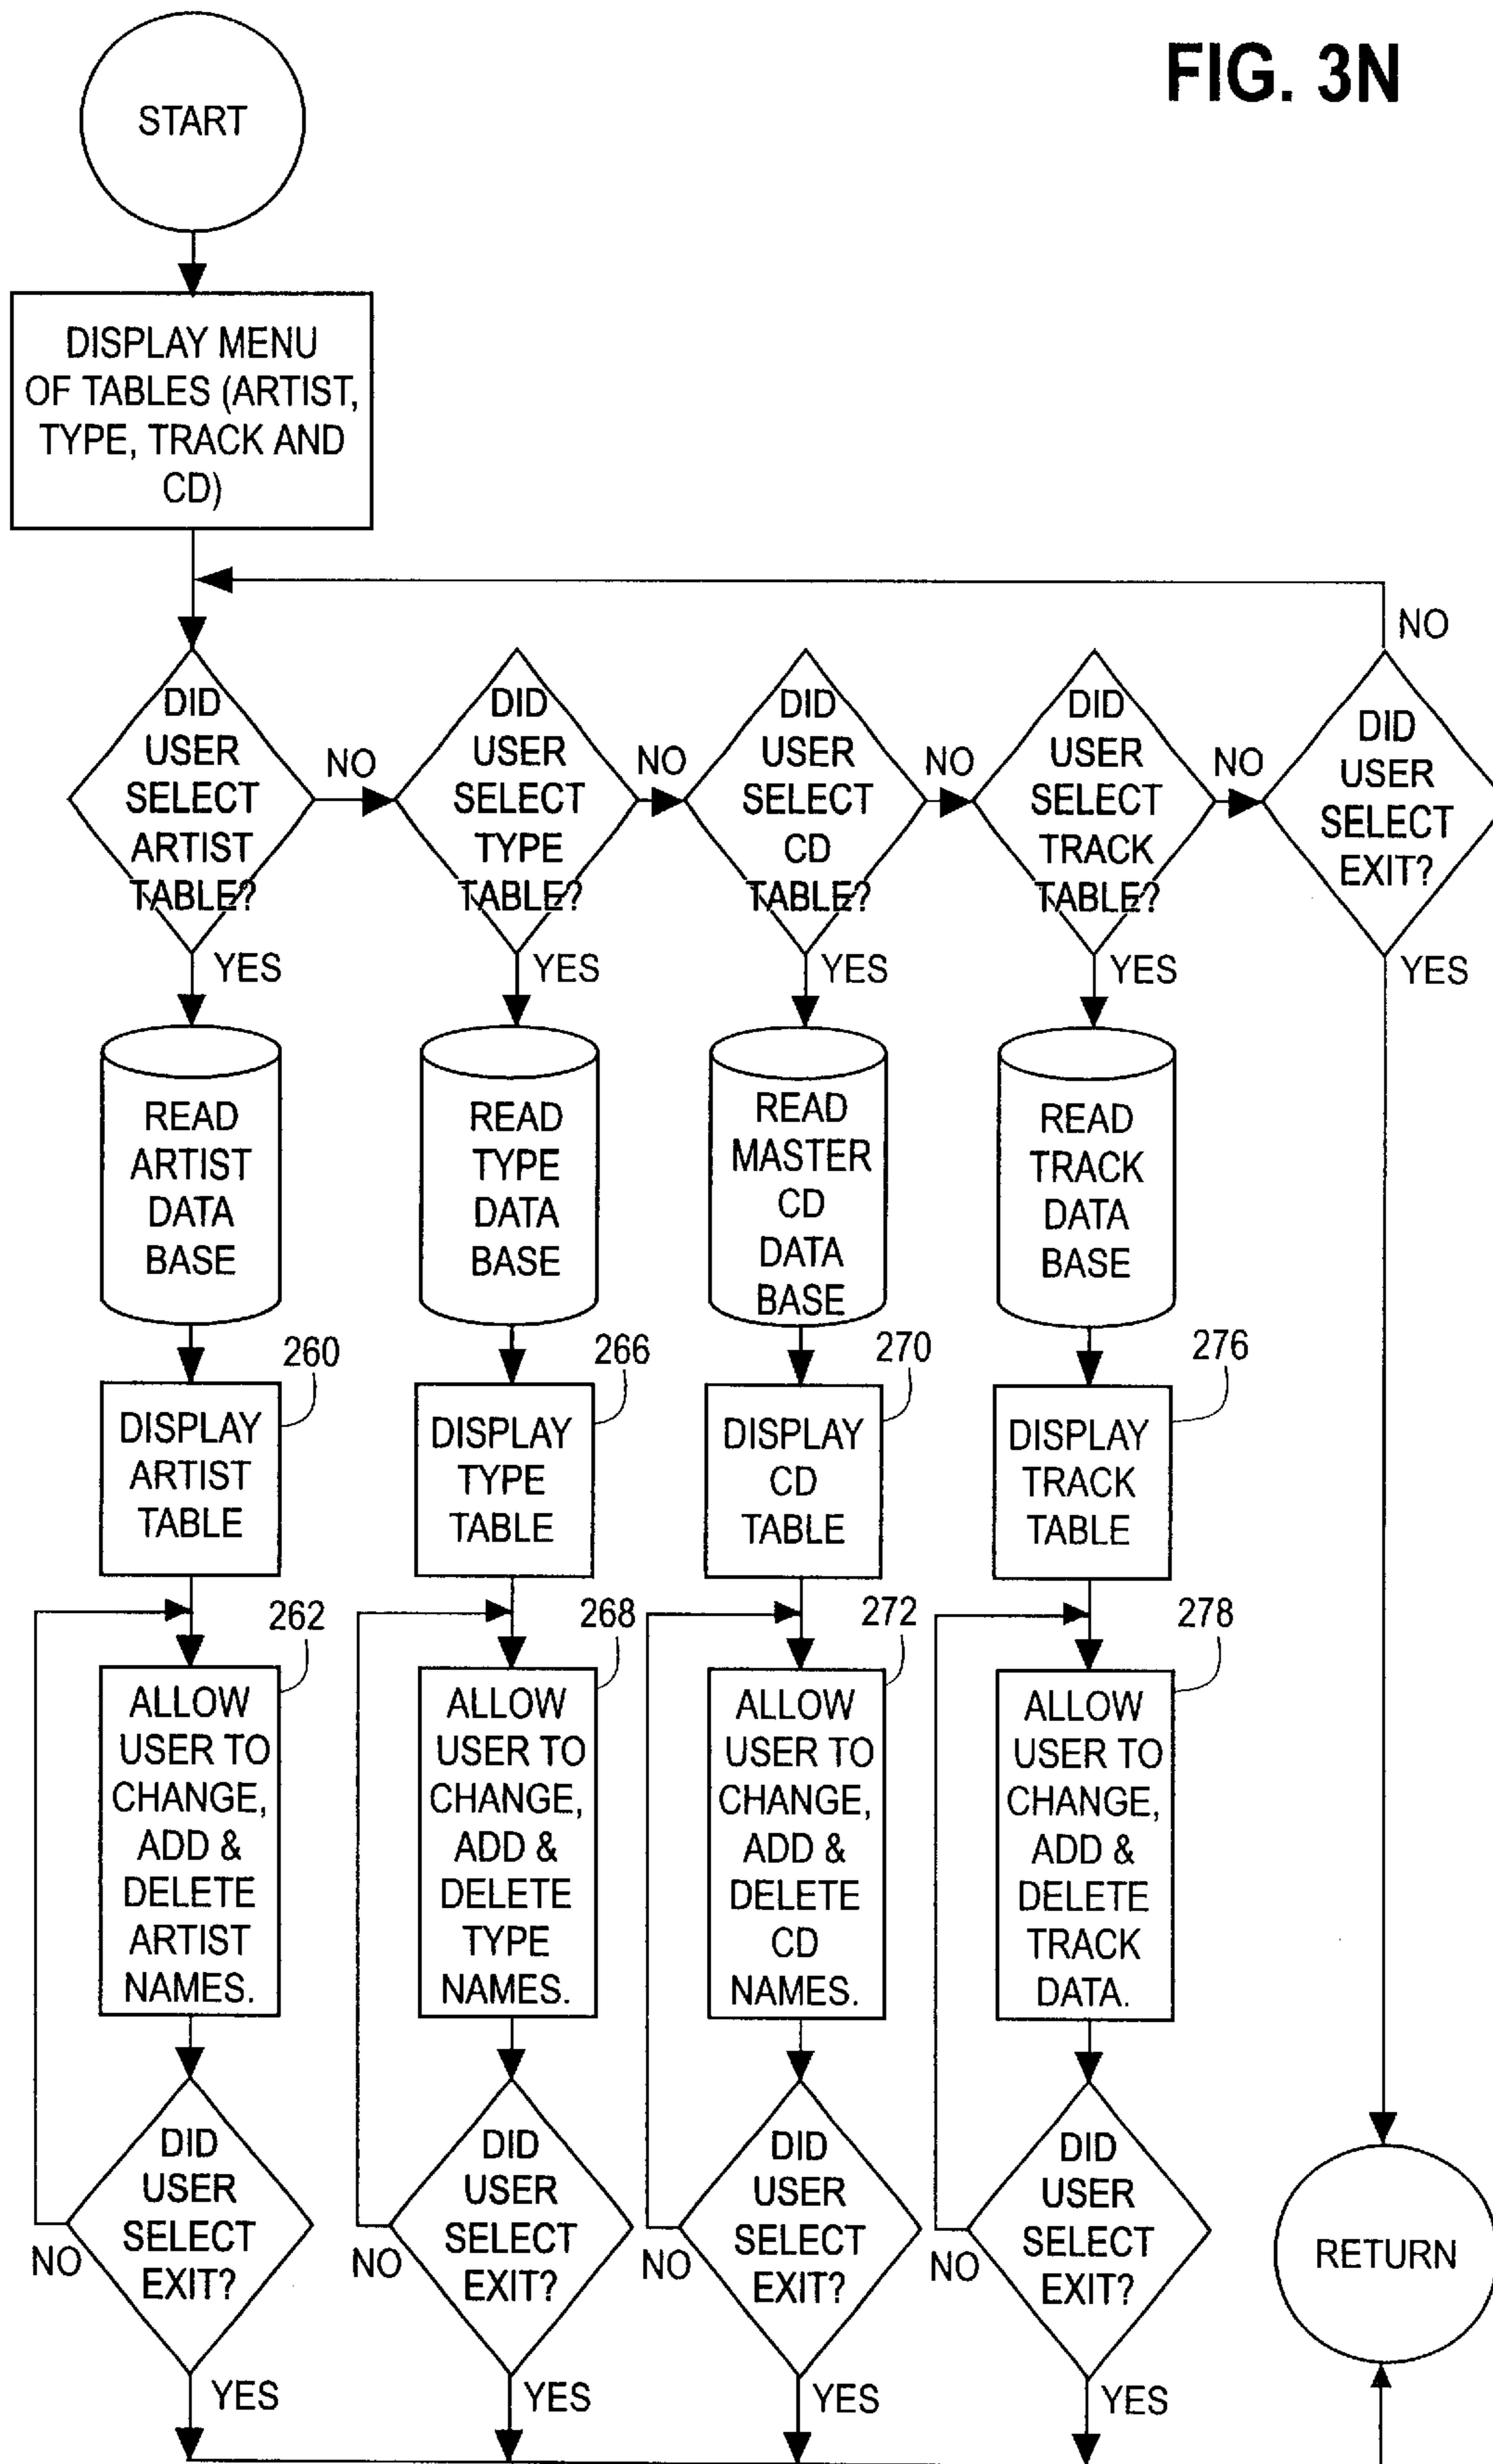 FIG. 3N
START
DISPLAY MENU
OF TABLES (ARTIST,
TYPE, TRACK AND
CD)
DID
USER
SELECT
ARTIST
TABLE?
NO
YES
DID
USER
SELECT
TYPE
TABLE?
NO
YES
DID
USER
SELECT
CD
TABLE?
NO
YES
DID
USER
SELECT
TRACK
TABLE?
NO
YES
NO
DID
USER
SELECT
EXIT?
YES
READ
ARTIST
DATA
BASE
READ
TYPE
DATA
BASE
READ
MASTER
CD
DATA
BASE
READ
TRACK
DATA
BASE
260
DISPLAY
ARTIST
TABLE
266
DISPLAY
TYPE
TABLE
270
DISPLAY
CD
TABLE
276
DISPLAY
TRACK
TABLE
262
ALLOW
USER TO
CHANGE,
ADD &
DELETE
ARTIST
NAMES.
268
ALLOW
USER TO
CHANGE,
ADD &
DELETE
TYPE
NAMES.
272
ALLOW
USER TO
CHANGE,
ADD &
DELETE
CD
NAMES.
278
ALLOW
USER TO
CHANGE,
ADD &
DELETE
TRACK
DATA.
DID
USER
SELECT
EXIT?
NO
YES
DID
USER
SELECT
EXIT?
NO
YES
DID
USER
SELECT
EXIT?
NO
YES
DID
USER
SELECT
EXIT?
NO
YES
RETURN